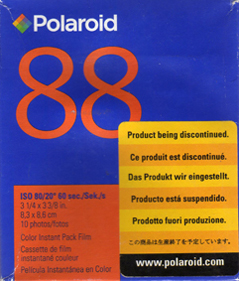 Polaroid
88
ISO 80/20° 60 sec./Sek./s
3 1/4 x 3 3/8 in.
8,3 x 8,6 cm
10 photos/fotos
Color Instant Pack Film
Cassette de film
instantané couleur
Película Instantánea en Color
Product being discontinued.
Ce produit est discontinué.
Das Produkt wir eingestellt.
Producto está suspendido.
Prodotto fuori produzione.
この商品は生産終了を予定しています。
www.polaroid.com